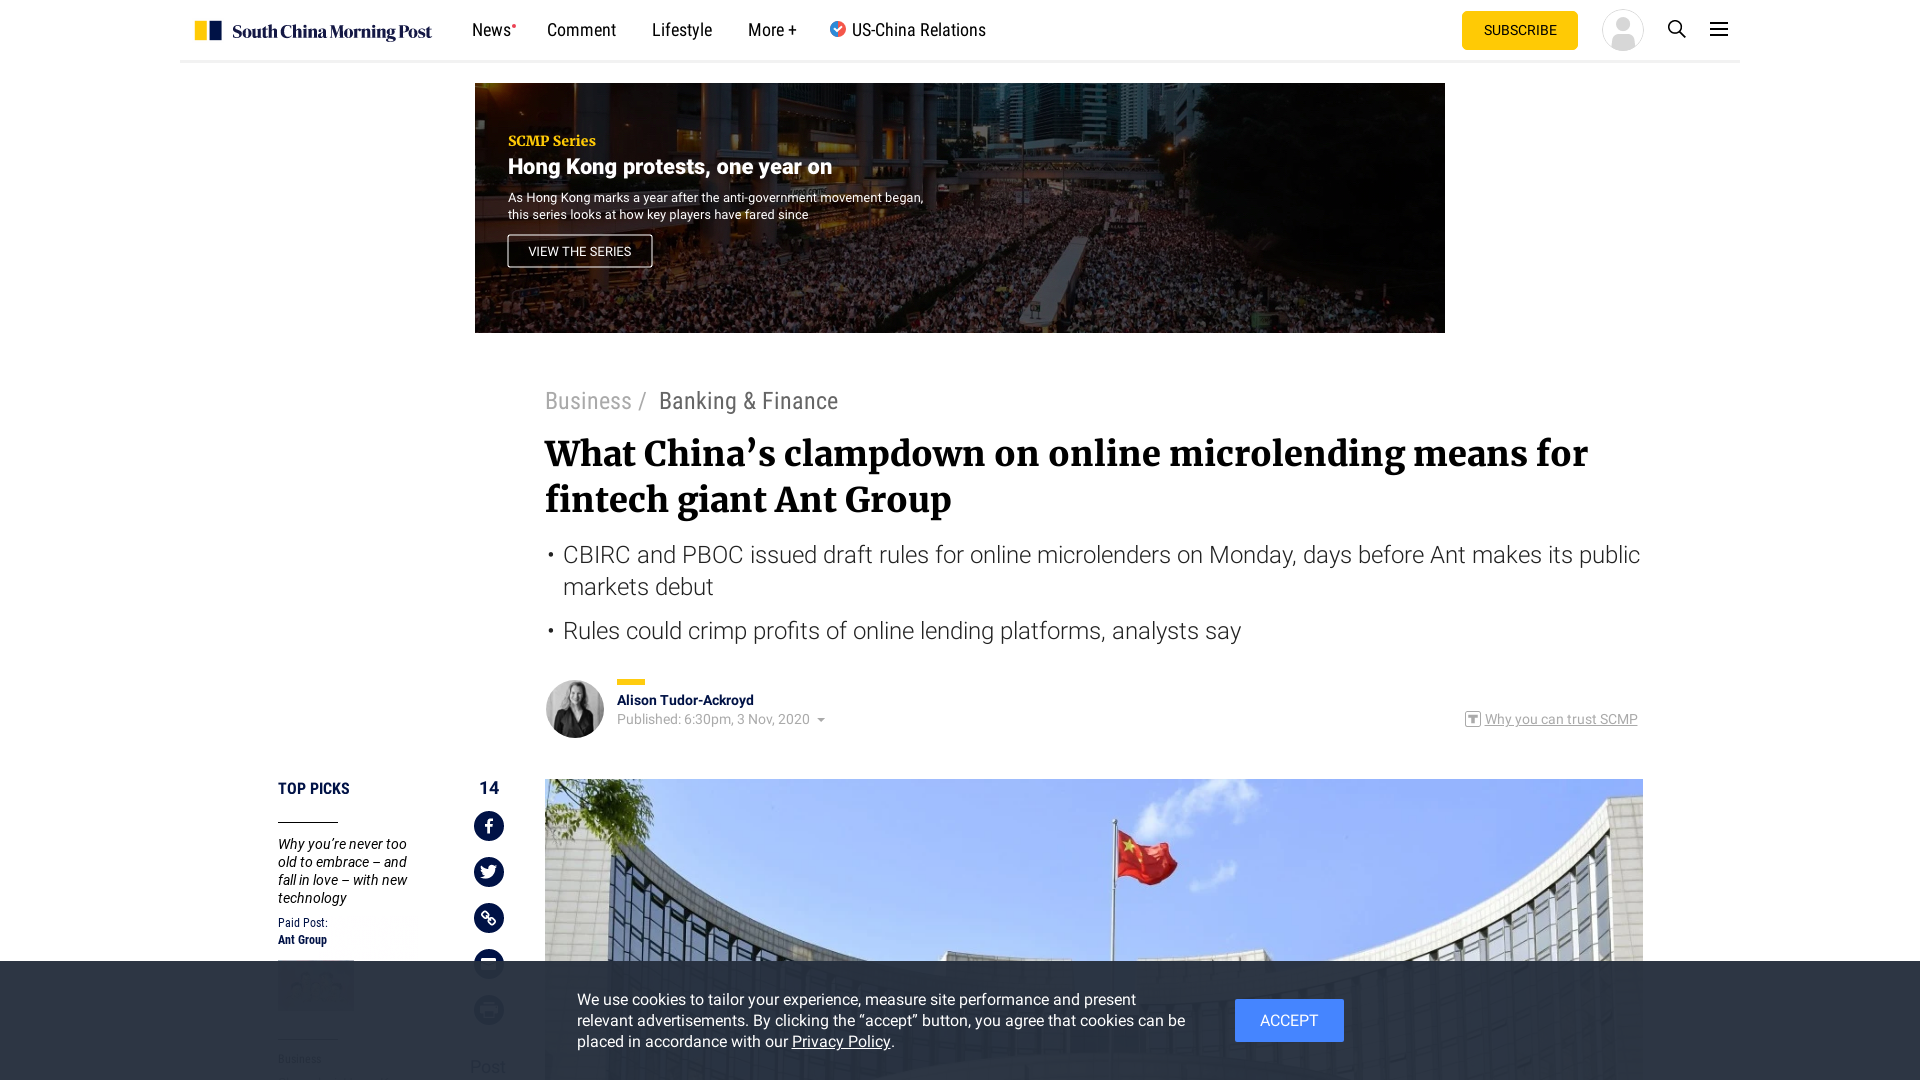 South China Morning Post
News
Comment
Lifestyle
More +
US-China Relations
SUBSCRIBE
SCMP Series
Hong Kong protests, one year on
As Hong Kong marks a year after the anti-government movement began,
this series looks at how key players have fared since
VIEW THE SERIES
Business / Banking & Finance
What China’s clampdown on online microlending means for
fintech giant Ant Group
• CBIRC and PBOC issued draft rules for online microlenders on Monday, days before Ant makes its public
markets debut
• Rules could crimp profits of online lending platforms, analysts say
Alison Tudor-Ackroyd
Published: 6:30pm, 3 Nov, 2020
Why you can trust SCMP
TOP PICKS
Why you’re never too
old to embrace – and
fall in love – with new
technology
Paid Post:
Ant Group
14
Business
Post
We use cookies to tailor your experience, measure site performance and present
relevant advertisements. By clicking the “accept” button, you agree that cookies can be
placed in accordance with our Privacy Policy.
ACCEPT